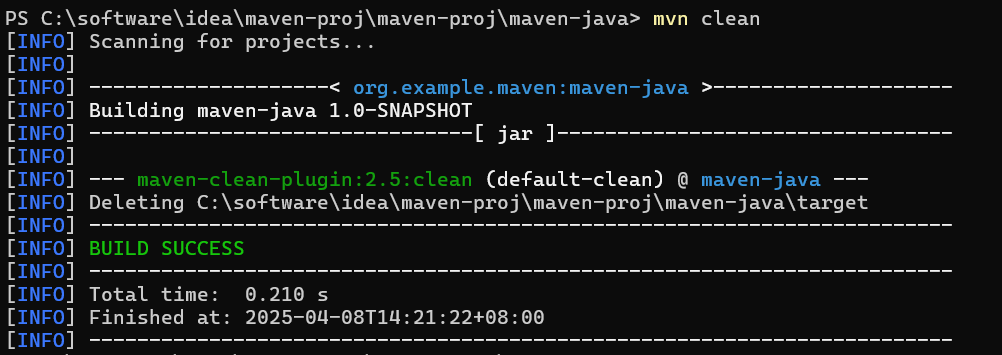 PS C:\software\idea\maven-proj\maven-proj\maven-java> mvn clean
[INFO] Scanning for projects...
[INFO]
[INFO] --------------------< org.example.maven:maven-java >--------------------
[INFO] Building maven-java 1.0-SNAPSHOT
[INFO] --------------------------------[ jar ]---------------------------------
[INFO]
[INFO] --- maven-clean-plugin:2.5:clean (default-clean) @ maven-java ---
[INFO] Deleting C:\software\idea\maven-proj\maven-proj\maven-java\target
[INFO] ------------------------------------------------------------------------
[INFO] BUILD SUCCESS
[INFO] ------------------------------------------------------------------------
[INFO] Total time:  0.210 s
[INFO] Finished at: 2025-04-08T14:21:22+08:00
[INFO] ------------------------------------------------------------------------